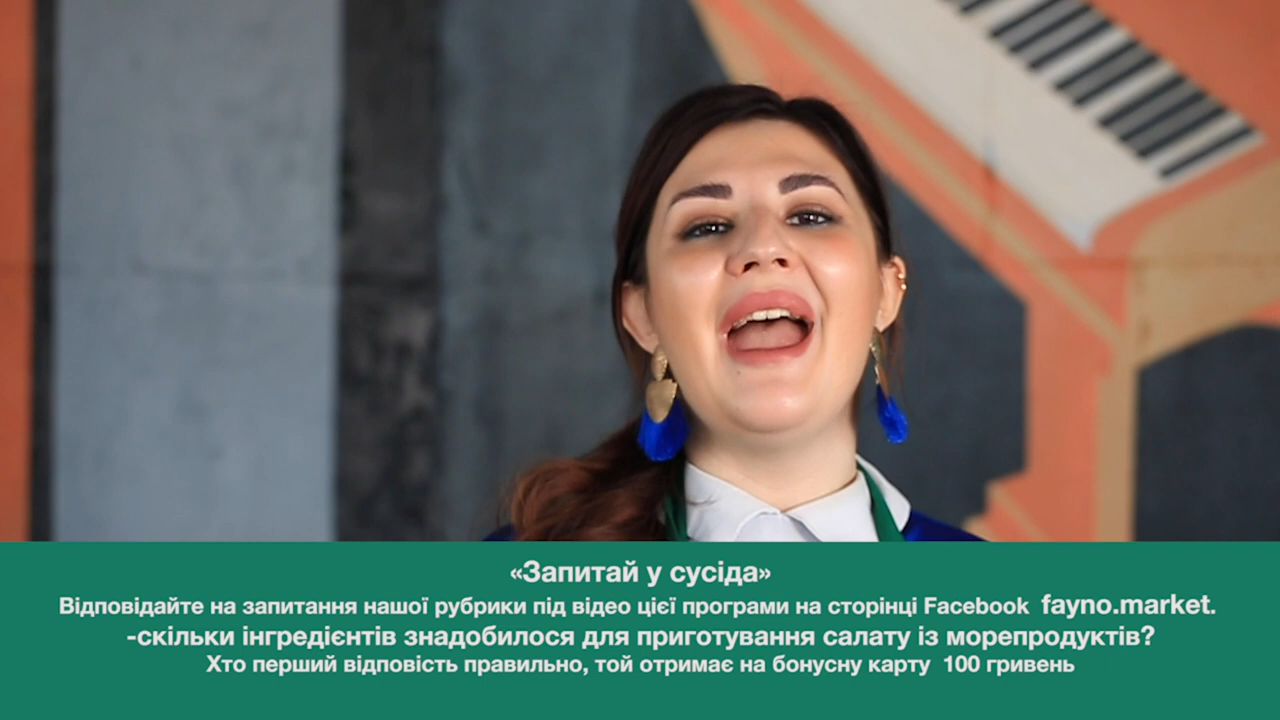 «Запитай у сусіда»
Відповідайте на запитання нашої рубрики під відео цієї програми на сторінці Facebook fayno.market.
-скільки інгредієнтів знадобилося для приготування салату із морепродуктів?
Хто перший відповість правильно, той отримає на бонусну карту 100 гривень